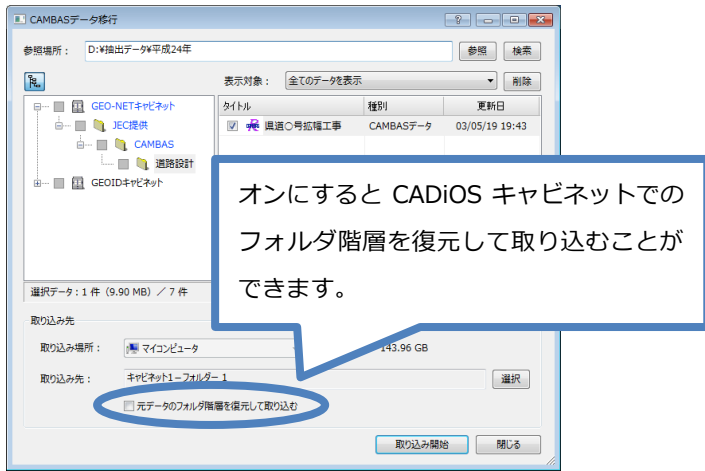 CAMBASデータ移行
参照場所： D:¥抽出データ¥平成24年 参照 検索
表示対象： 全てのデータを表示 削除
GEO-NETキャビネット
JEC提供
CAMBAS
道路設計
GEOIDキャビネット
タイトル 種別 更新日
県道○号拡幅工事 CAMBASデータ 03/05/19 19:43
オンにすると CADiOS キャビネットでの
フォルダ階層を復元して取り込むことが
できます。
選択データ：1 件（9.90 MB）／ 7 件
取り込み先
取り込み場所： マイコンピュータ 143.96 GB
取り込み先： キャビネット1－フォルダー 1 選択
元データのフォルダ階層を復元して取り込む
取り込み開始 閉じる